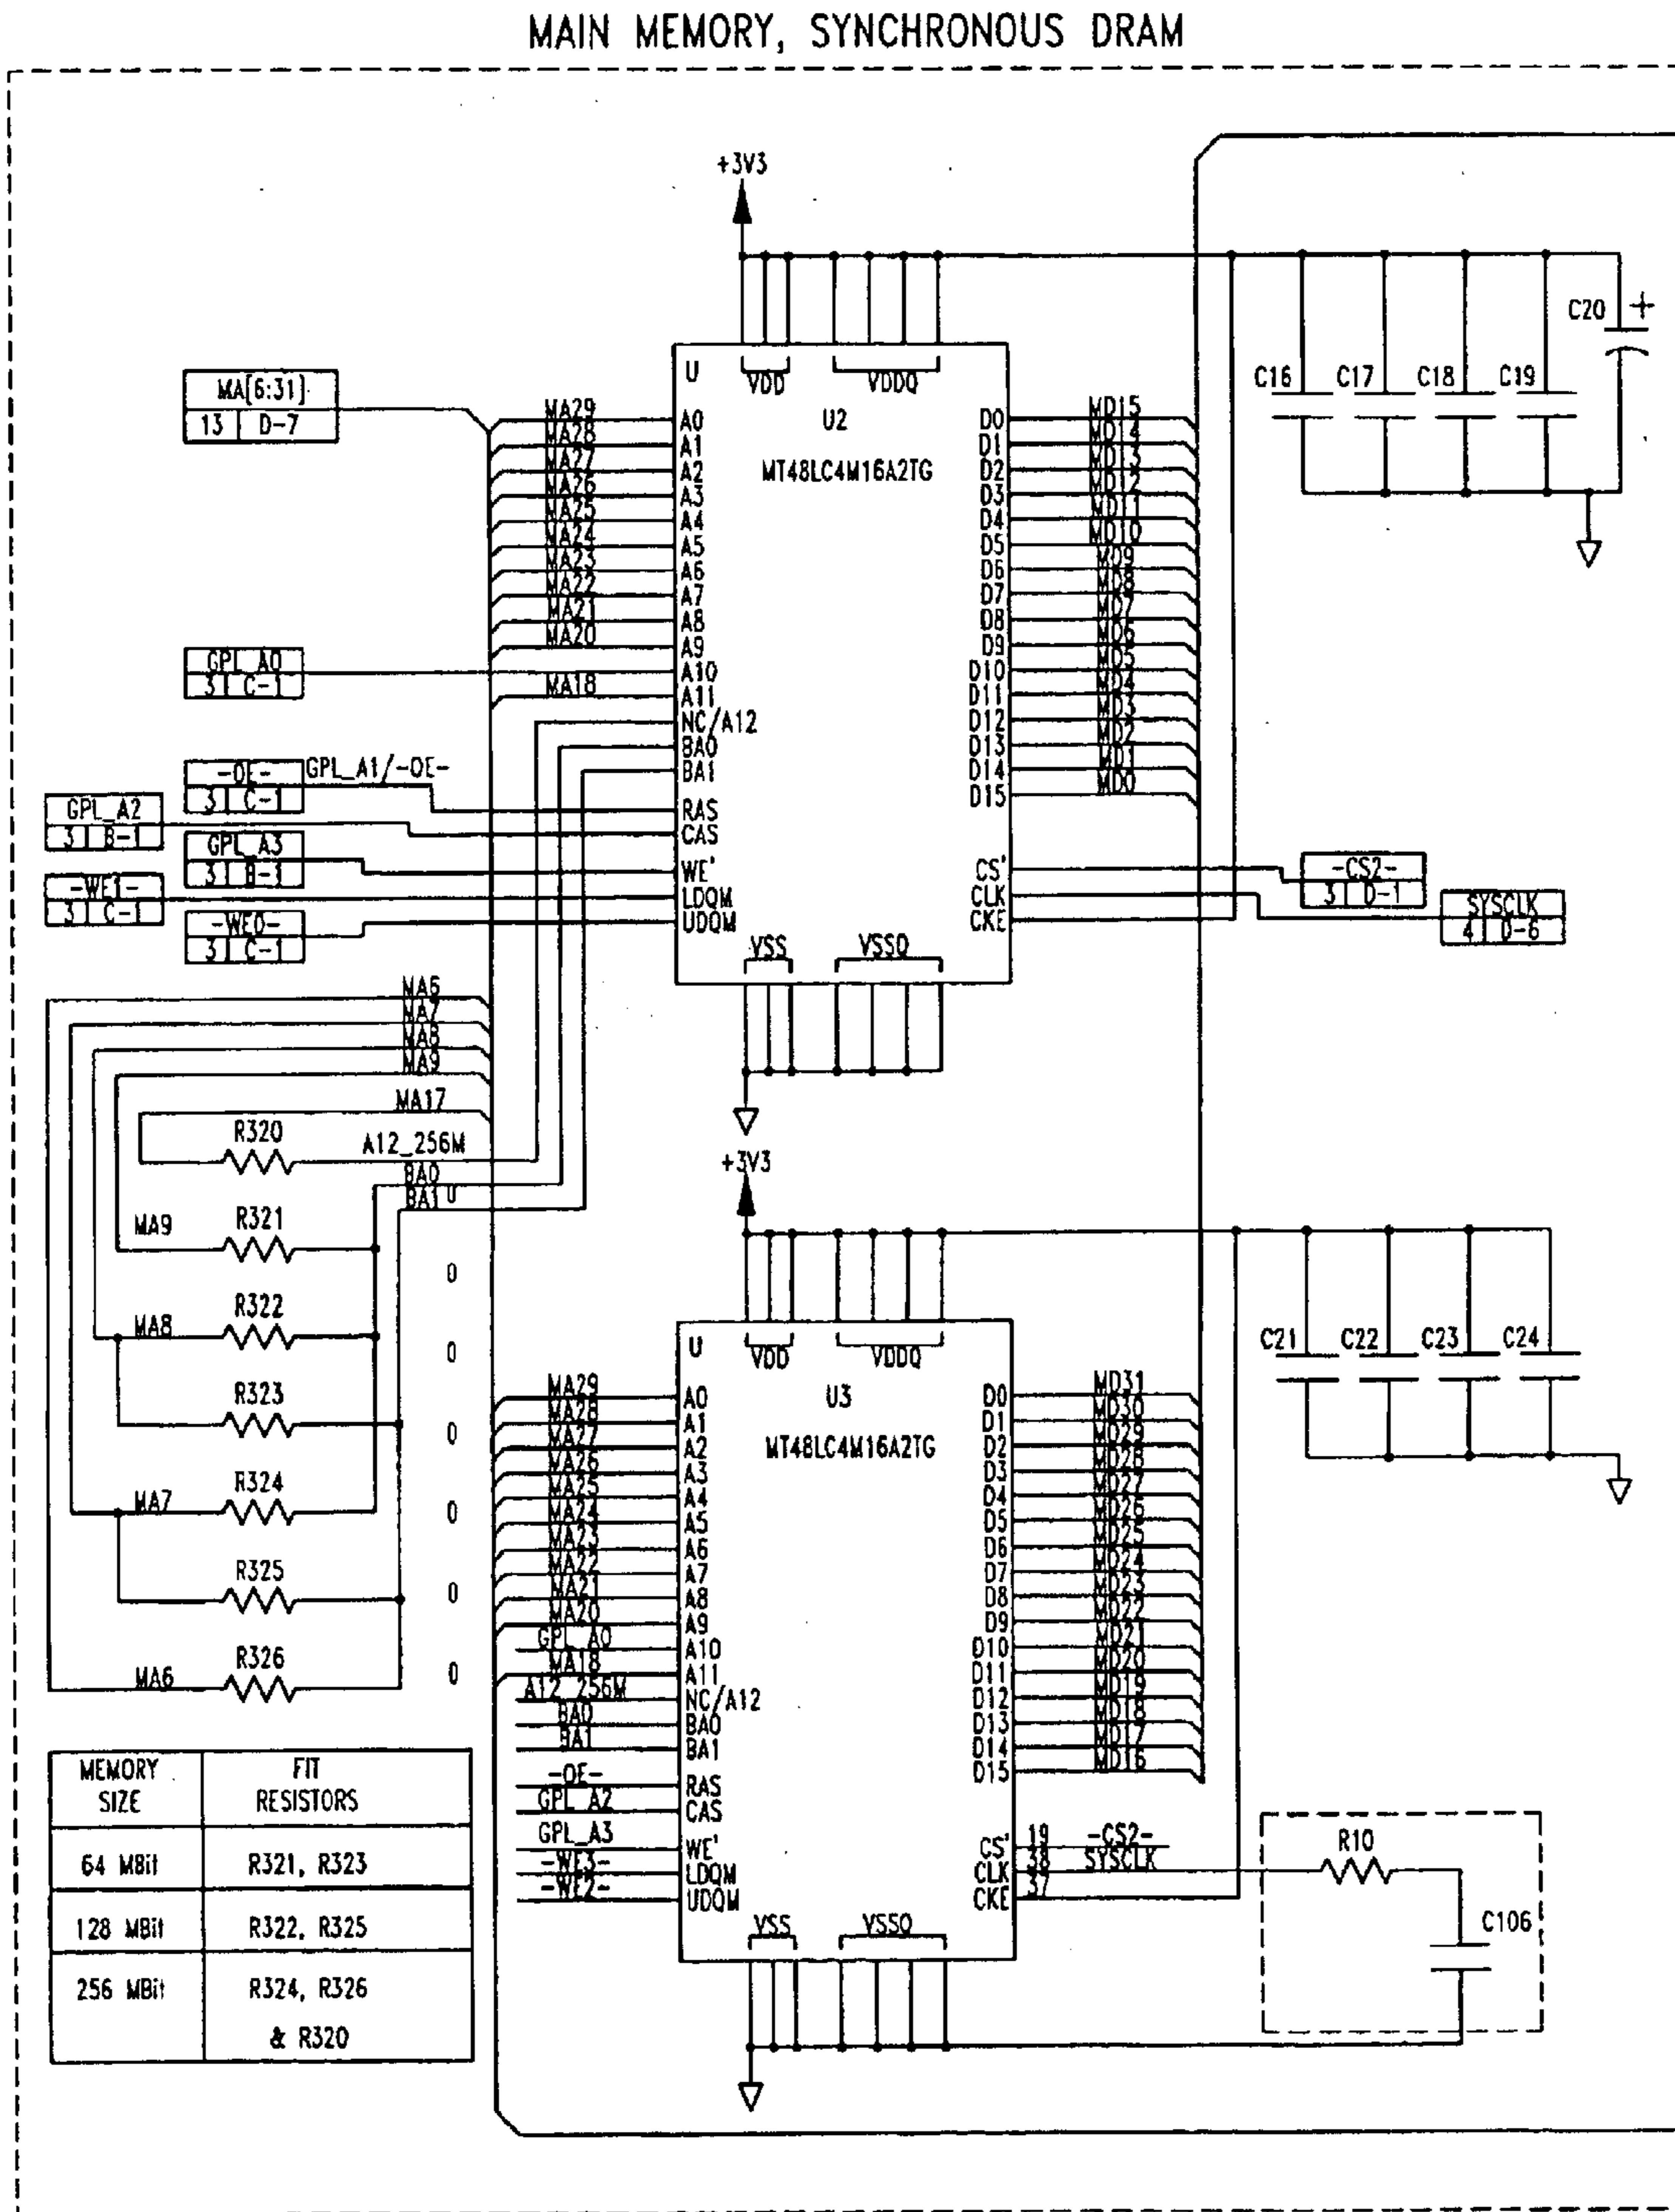 MAIN MEMORY, SYNCHRONOUS DRAM
+3V3
C20 +
C16 C17 C18 C19
MA[6:31]
13 D-7
U VDD VDDQ
U2
MT48LC4M16A2TG
MA29 A0 D0 MD15
MA28 A1 D1 MD14
MA27 A2 D2 MD13
MA26 A3 D3 MD12
MA25 A4 D4 MD11
MA24 A5 D5 MD10
MA23 A6 D6 MD9
MA22 A7 D7 MD8
MA21 A8 D8 MD7
MA20 A9 D9 MD6
GPL_A0
3 C-1
A10 D10 MD5
MA18 A11 D11 MD4
NC/A12 D12 MD3
BA0 D13 MD2
BA1 D14 MD1
D15 MD0
-OE- GPL_A1/-OE-
3 C-1
RAS
GPL_A2
3 B-1
CAS
GPL_A3
3 B-1
WE' CS'
-CS2-
3 D-1
-WE1-
3 C-1
LDQM CLK
SYSCLK
4 D-6
-WE0-
3 C-1
UDQM CKE
VSS VSSQ
MA6
MA7
MA8
MA9
MA17
R320 A12_256M
BA0
BA1 0
MA9 R321
0
MA8 R322
0
R323
0
MA7 R324
0
R325
0
MA6 R326
0
+3V3
C21 C22 C23 C24
U VDD VDDQ
U3
MT48LC4M16A2TG
MA29 A0 D0 MD31
MA28 A1 D1 MD30
MA27 A2 D2 MD29
MA26 A3 D3 MD28
MA25 A4 D4 MD27
MA24 A5 D5 MD26
MA23 A6 D6 MD25
MA22 A7 D7 MD24
MA21 A8 D8 MD23
MA20 A9 D9 MD22
GPL_A0 A10 D10 MD21
MA18 A11 D11 MD20
A12_256M NC/A12 D12 MD19
BA0 BA0 D13 MD18
BA1 BA1 D14 MD17
D15 MD16
-OE- RAS
GPL_A2 CAS
GPL_A3 WE' CS' 19 -CS2-
-WE3- LDQM CLK 38 SYSCLK
-WE2- UDQM CKE 37
VSS VSSQ
R10
C106
MEMORY SIZE FIT RESISTORS
64 MBit R321, R323
128 MBit R322, R325
256 MBit R324, R326
& R320